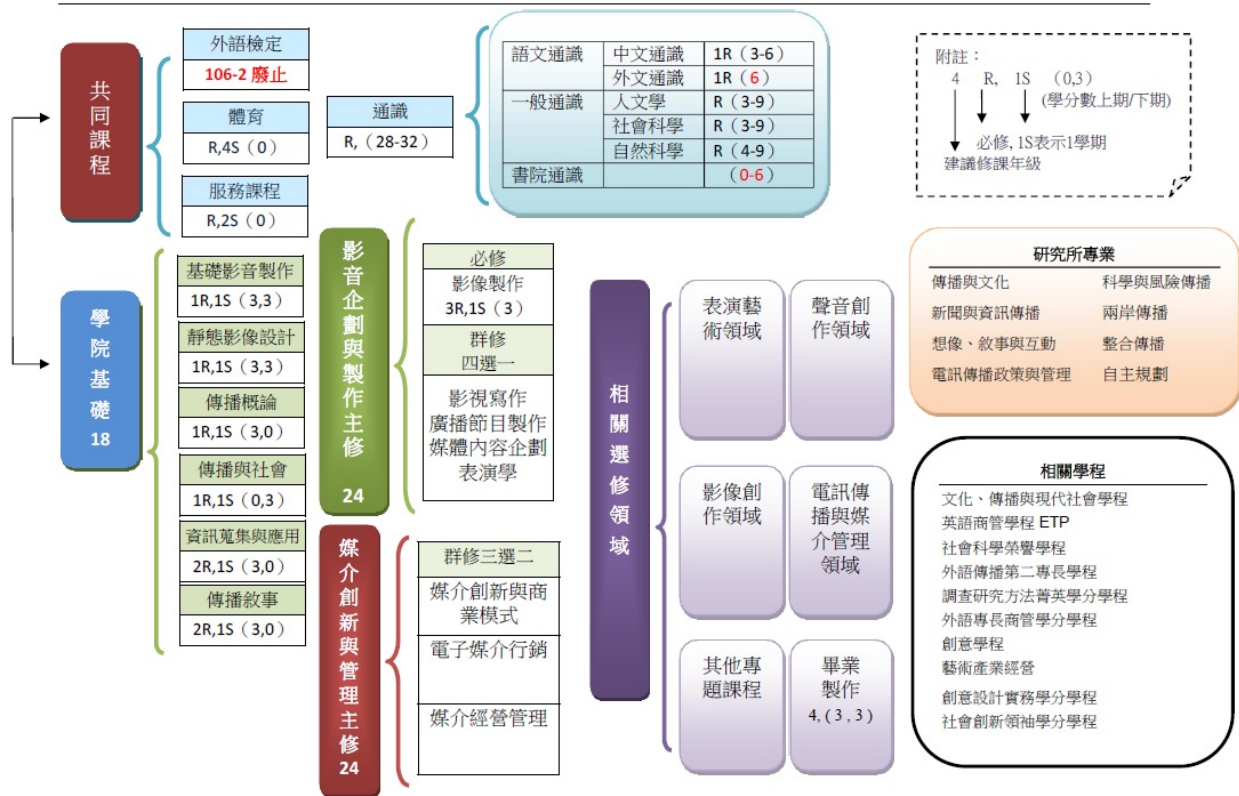 共同課程
外語檢定
106-2 廢止
體育
R,4S（0）
服務課程
R,2S（0）
通識
R,（28-32）
語文通識 中文通識 1R（3-6）
外文通識 1R（6）
一般通識 人文學 R（3-9）
社會科學 R（3-9）
自然科學 R（4-9）
書院通識 （0-6）
附註：
4 R, 1S （0,3）
(學分數上期/下期)
必修, 1S表示1學期
建議修課年級
學院基礎
18
基礎影音製作
1R,1S（3,3）
靜態影像設計
1R,1S（3,3）
傳播概論
1R,1S（3,0）
傳播與社會
1R,1S（0,3）
資訊蒐集與應用
2R,1S（3,0）
傳播敘事
2R,1S（3,0）
影音企劃與製作主修
24
必修
影像製作
3R,1S（3）
群修
四選一
影視寫作
廣播節目製作
媒體內容企劃
表演學
媒介創新與管理主修
24
群修三選二
媒介創新與商
業模式
電子媒介行銷
媒介經營管理
相關選修領域
表演藝
術領域
聲音創
作領域
影像創
作領域
電訊傳
播與媒
介管理
領域
其他專
題課程
畢業
製作
4,(3,3)
研究所專業
傳播與文化 科學與風險傳播
新聞與資訊傳播 兩岸傳播
想像、敘事與互動 整合傳播
電訊傳播政策與管理 自主規劃
相關學程
文化、傳播與現代社會學程
英語商管學程 ETP
社會科學榮譽學程
外語傳播第二專長學程
調查研究方法菁英學分學程
外語專長商管學分學程
創意學程
藝術產業經營
創意設計實務學分學程
社會創新領袖學分學程